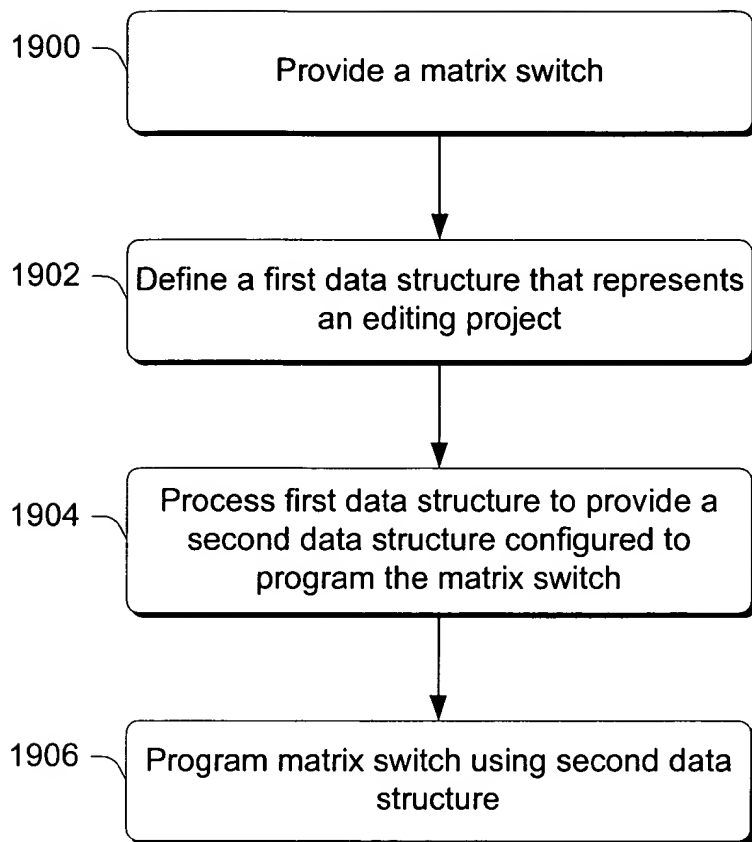 1900
Provide a matrix switch
1902
Define a first data structure that represents
an editing project
1904
Process first data structure to provide a
second data structure configured to
program the matrix switch
1906
Program matrix switch using second data
structure